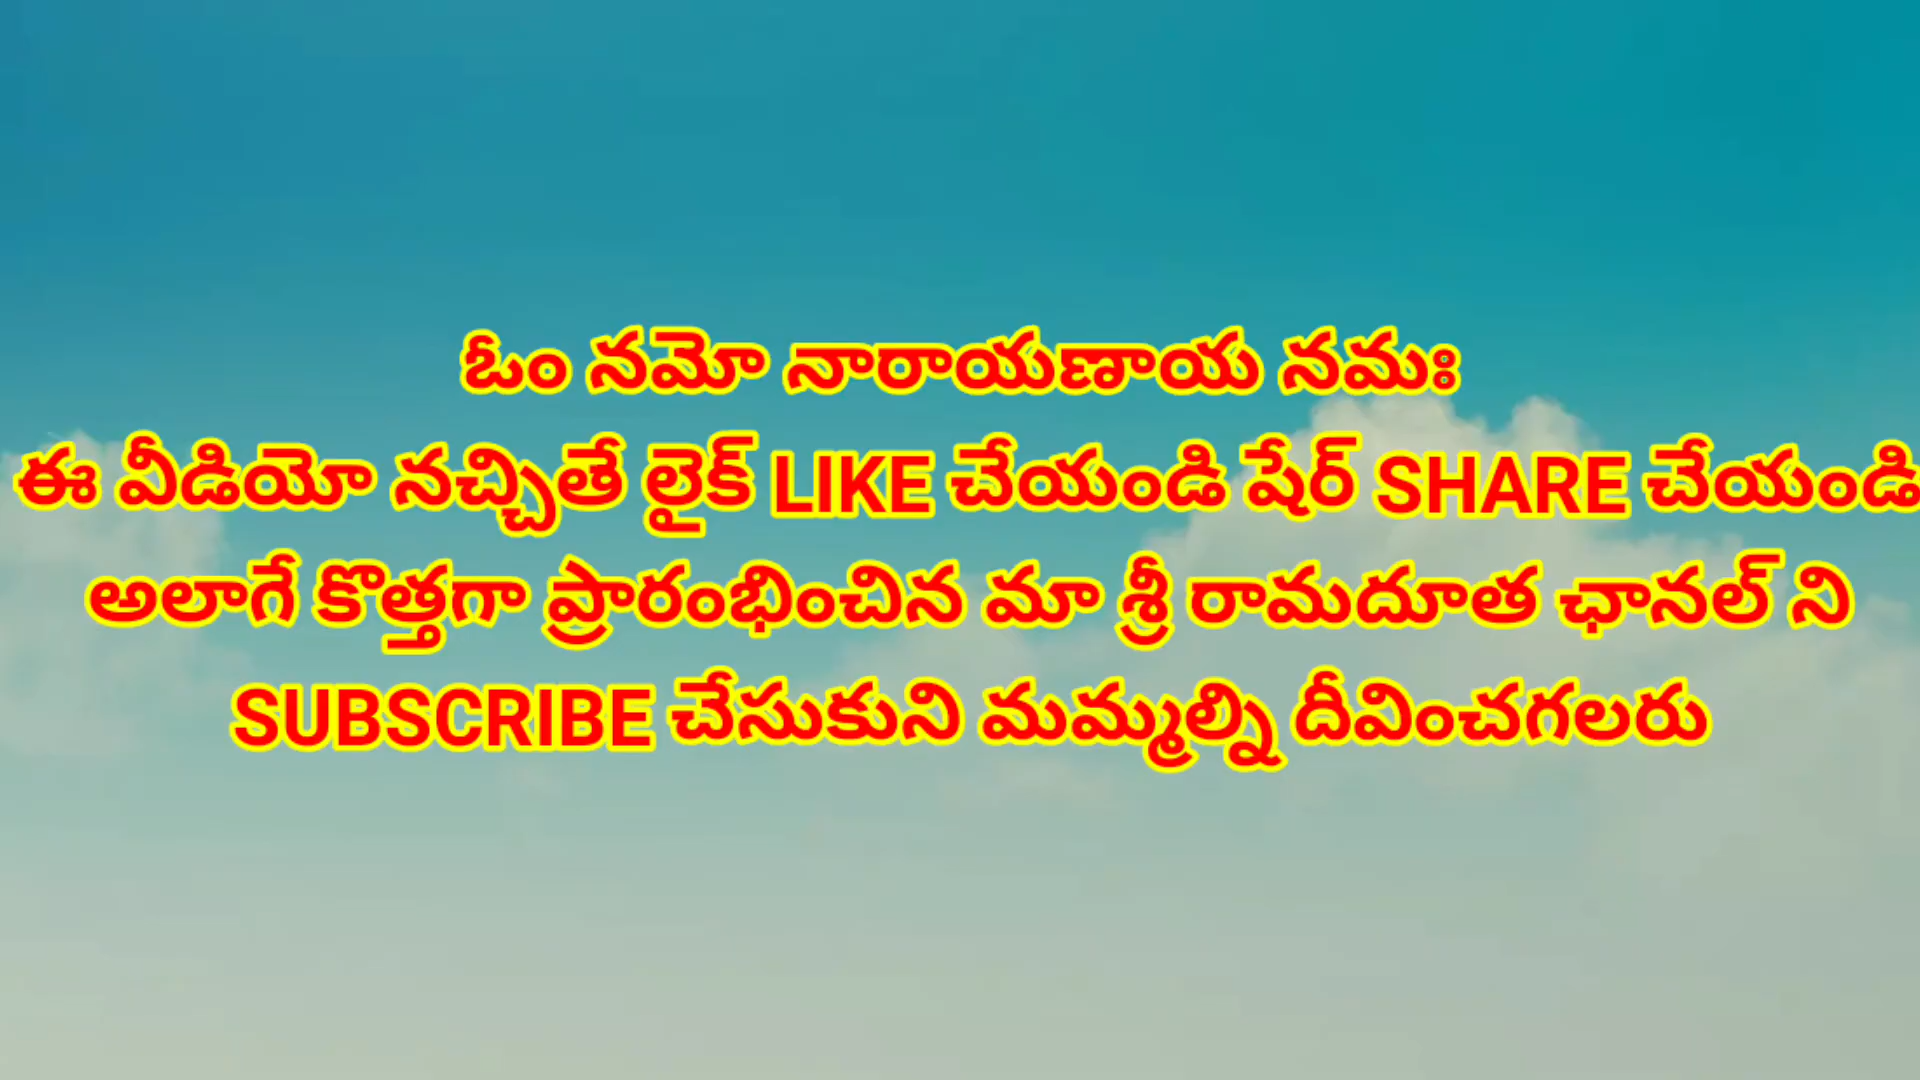 ఓం నమో నారాయణాయ నమః
ఈ వీడియో నచ్చితే లైక్ LIKE చేయండి షేర్ SHARE చేయండి
అలాగే కొత్తగా ప్రారంభించిన మా శ్రీ రామదూత ఛానల్ ని
SUBSCRIBE చేసుకుని మమ్మల్ని దీవించగలరు